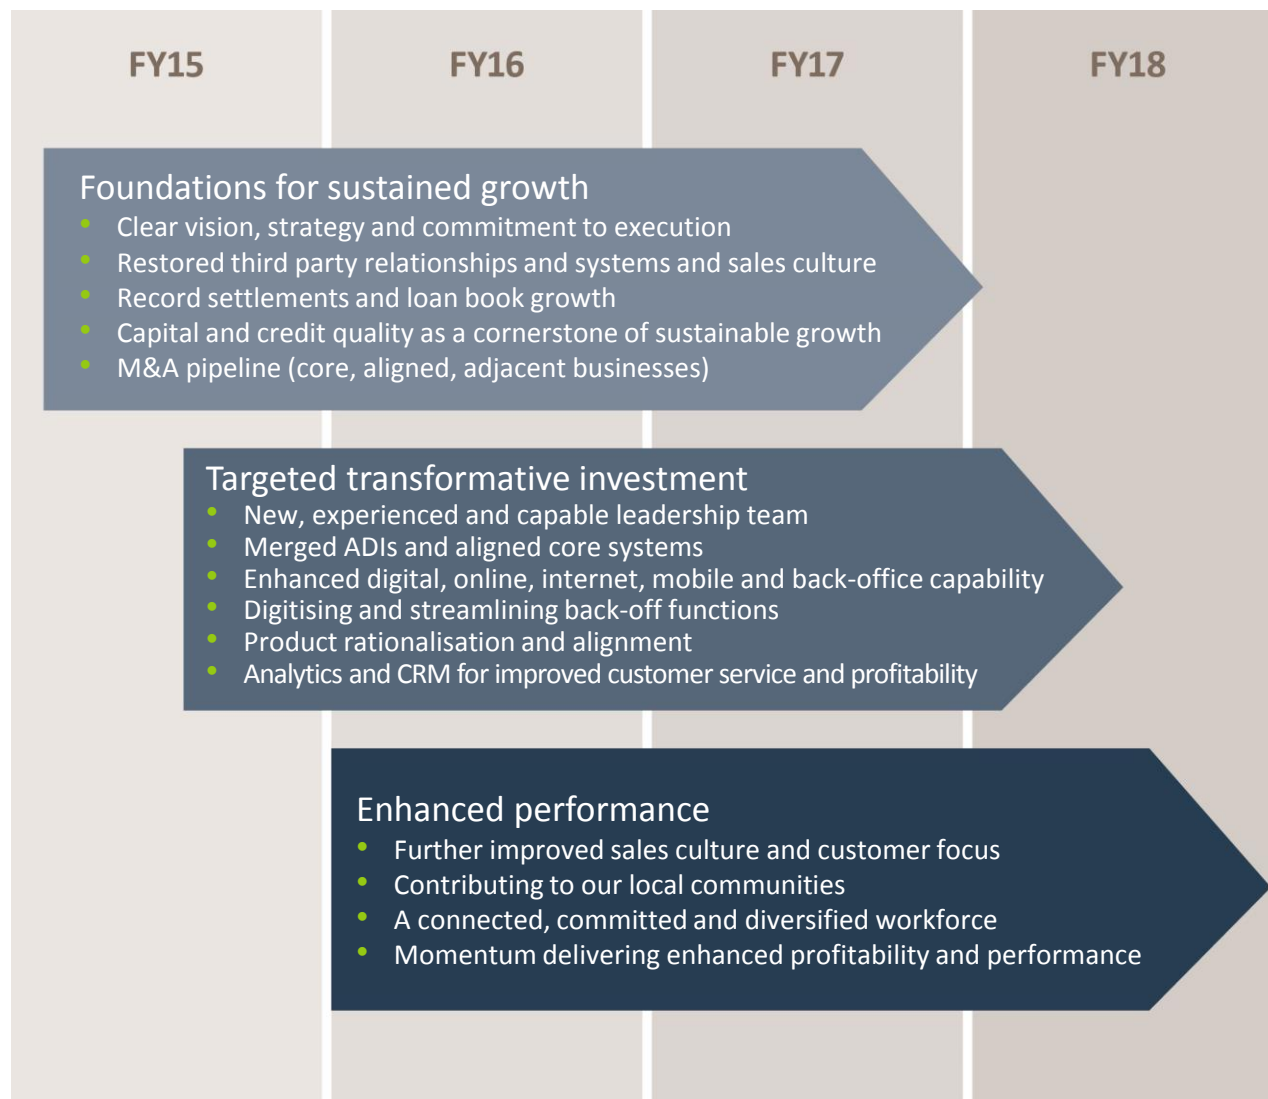 FY15 FY16 FY17 FY18
Foundations for sustained growth
• Clear vision, strategy and commitment to execution
• Restored third party relationships and systems and sales culture
• Record settlements and loan book growth
• Capital and credit quality as a cornerstone of sustainable growth
• M&A pipeline (core, aligned, adjacent businesses)
Targeted transformative investment
• New, experienced and capable leadership team
• Merged ADIs and aligned core systems
• Enhanced digital, online, internet, mobile and back-office capability
• Digitising and streamlining back-off functions
• Product rationalisation and alignment
• Analytics and CRM for improved customer service and profitability
Enhanced performance
• Further improved sales culture and customer focus
• Contributing to our local communities
• A connected, committed and diversified workforce
• Momentum delivering enhanced profitability and performance